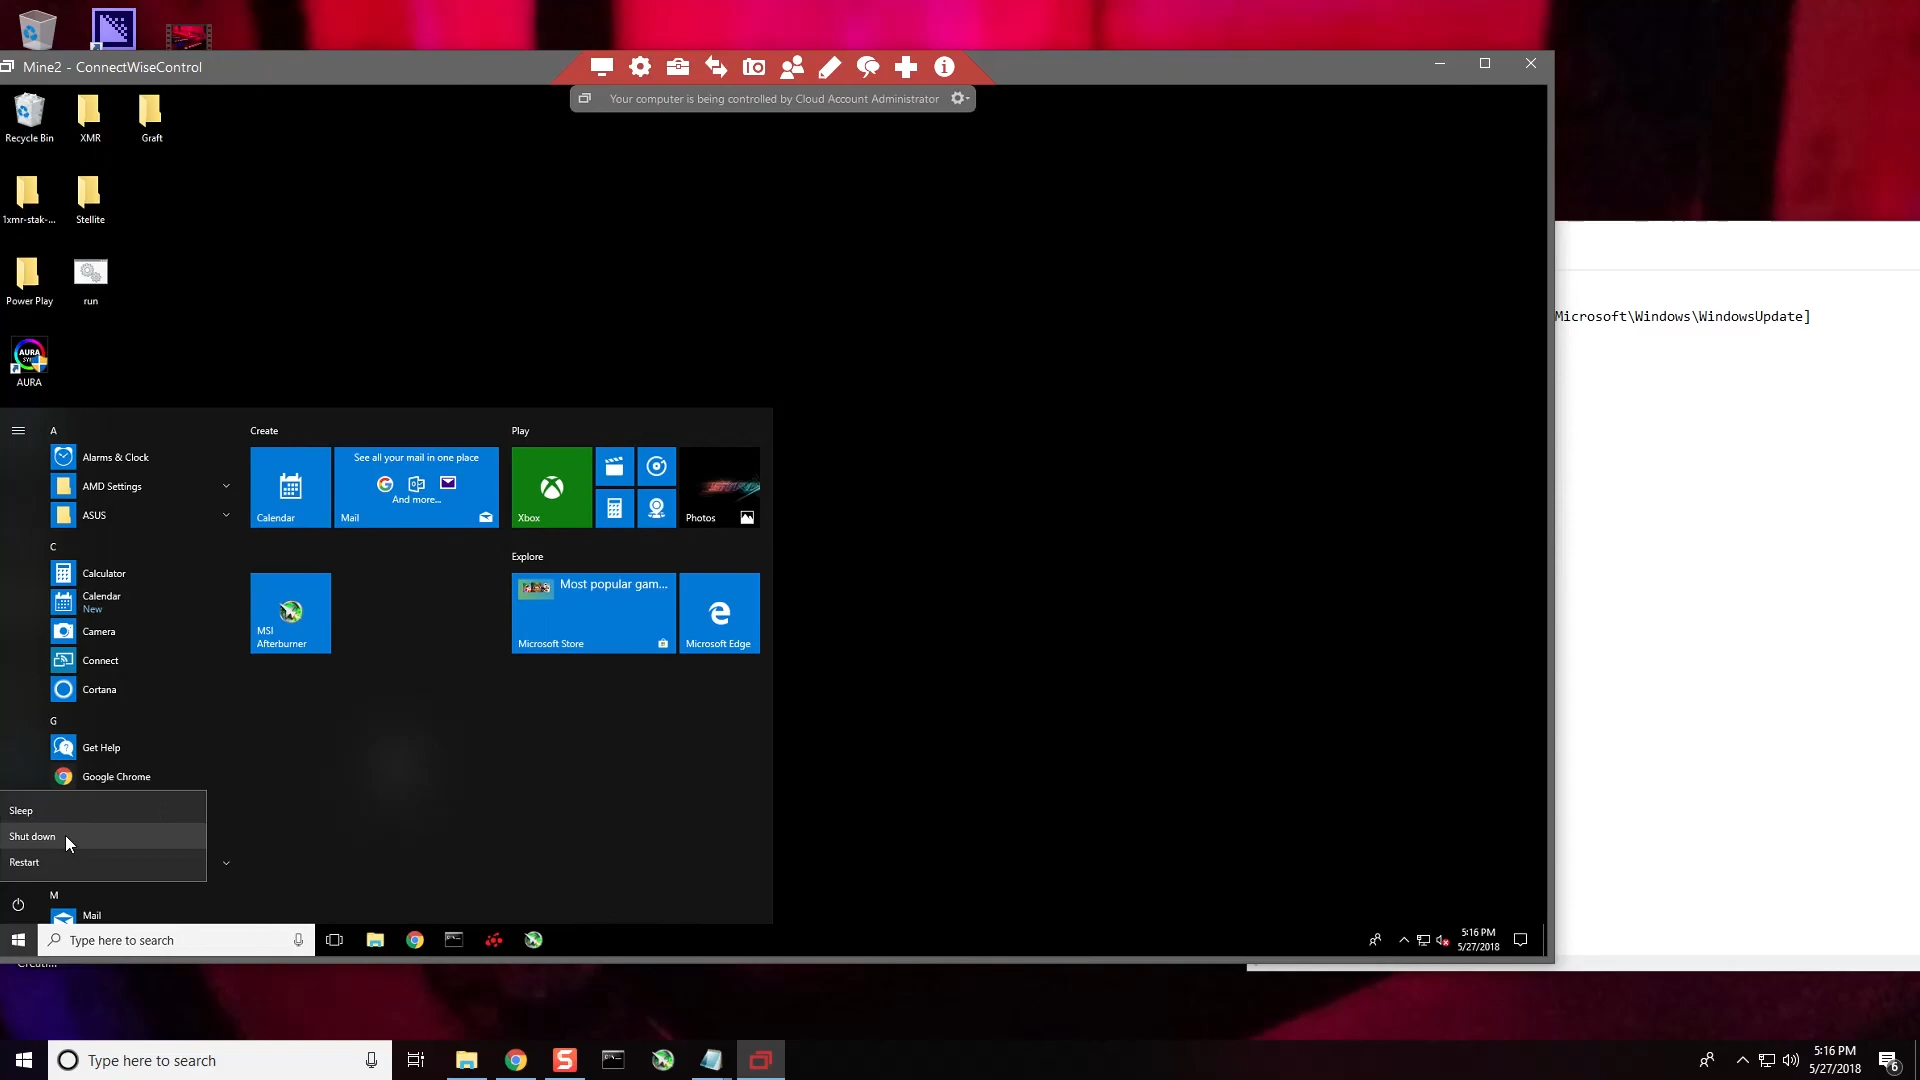 Mine2 - ConnectWiseControl
Your computer is being controlled by Cloud Account Administrator
Recycle Bin
XMR
Graft
1xmr-stak-...
Stellite
Power Play
run
AURA
AURA
Microsoft\Windows\WindowsUpdate]
A
Alarms & Clock
AMD Settings
ASUS
C
Calculator
Calendar
New
Camera
Connect
Cortana
G
Get Help
Google Chrome
Sleep
Shut down
Restart
M
Mail
Create
Calendar
See all your mail in one place
And more...
Mail
MSI
Afterburner
Play
Xbox
Photos
Explore
Most popular gam...
Microsoft Store
Microsoft Edge
Type here to search
5:16 PM
5/27/2018
Type here to search
5:16 PM
5/27/2018
6